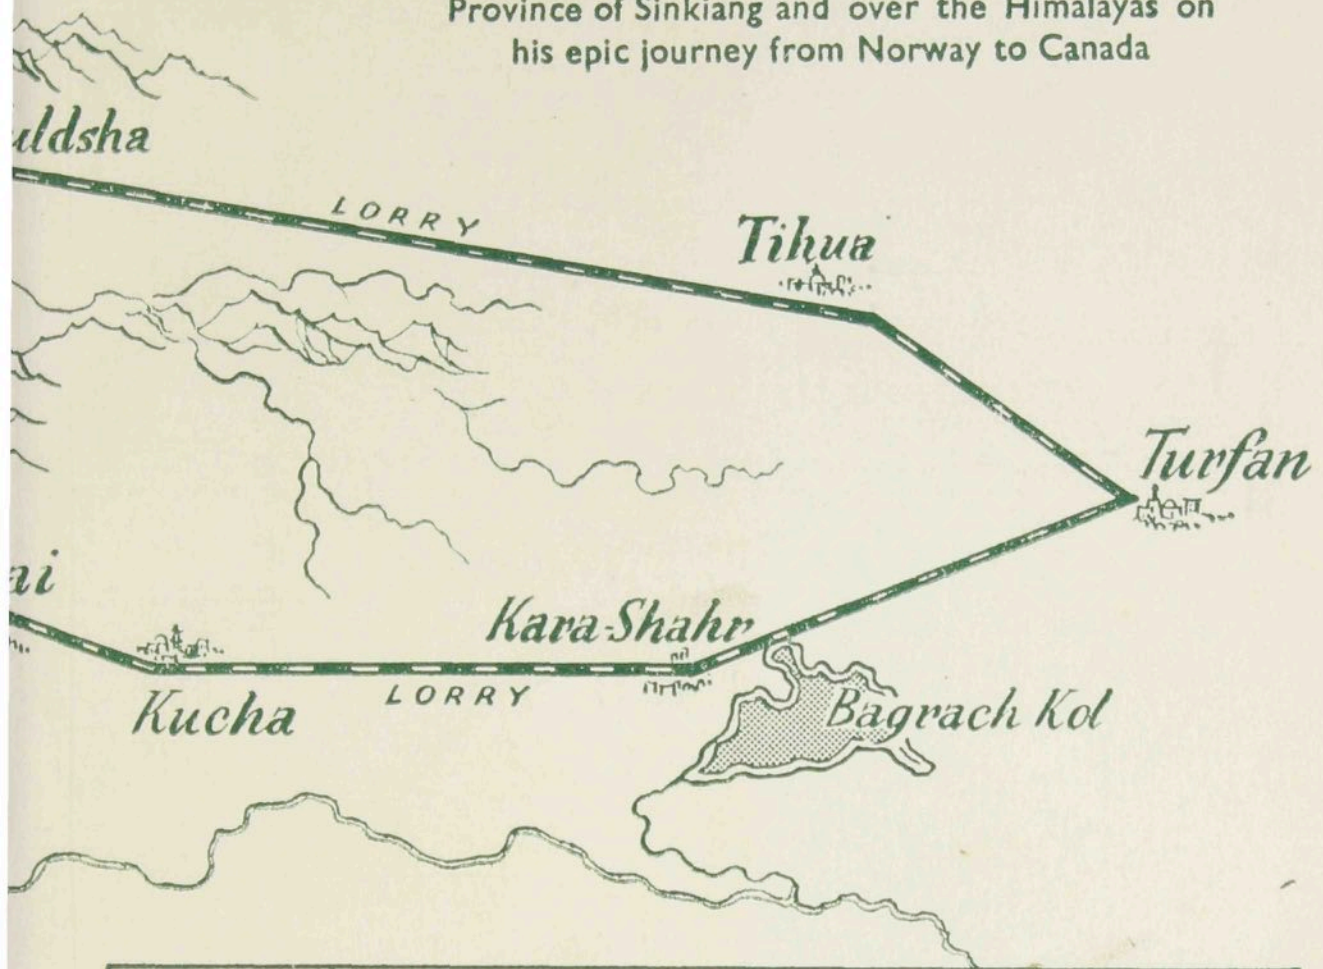 Province of Sinkiang and over the Himalayas on
his epic journey from Norway to Canada
uldsha
LORRY
Tihua
Turfan
ai
Kara-Shahr
LORRY
Kucha
Bagrach Kol